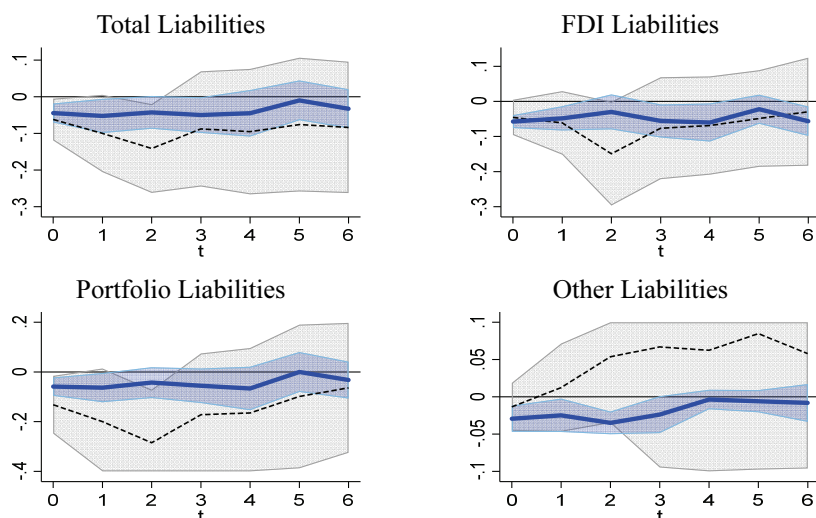 Total Liabilities
.1
0
-.1
-.2
-.3
0 1 2 3 4 5 6
t
FDI Liabilities
.1
0
-.1
-.2
-.3
0 1 2 3 4 5 6
t
Portfolio Liabilities
.2
0
-.2
-.4
0 1 2 3 4 5 6
t
Other Liabilities
.1
.05
0
-.05
-.1
0 1 2 3 4 5 6
t